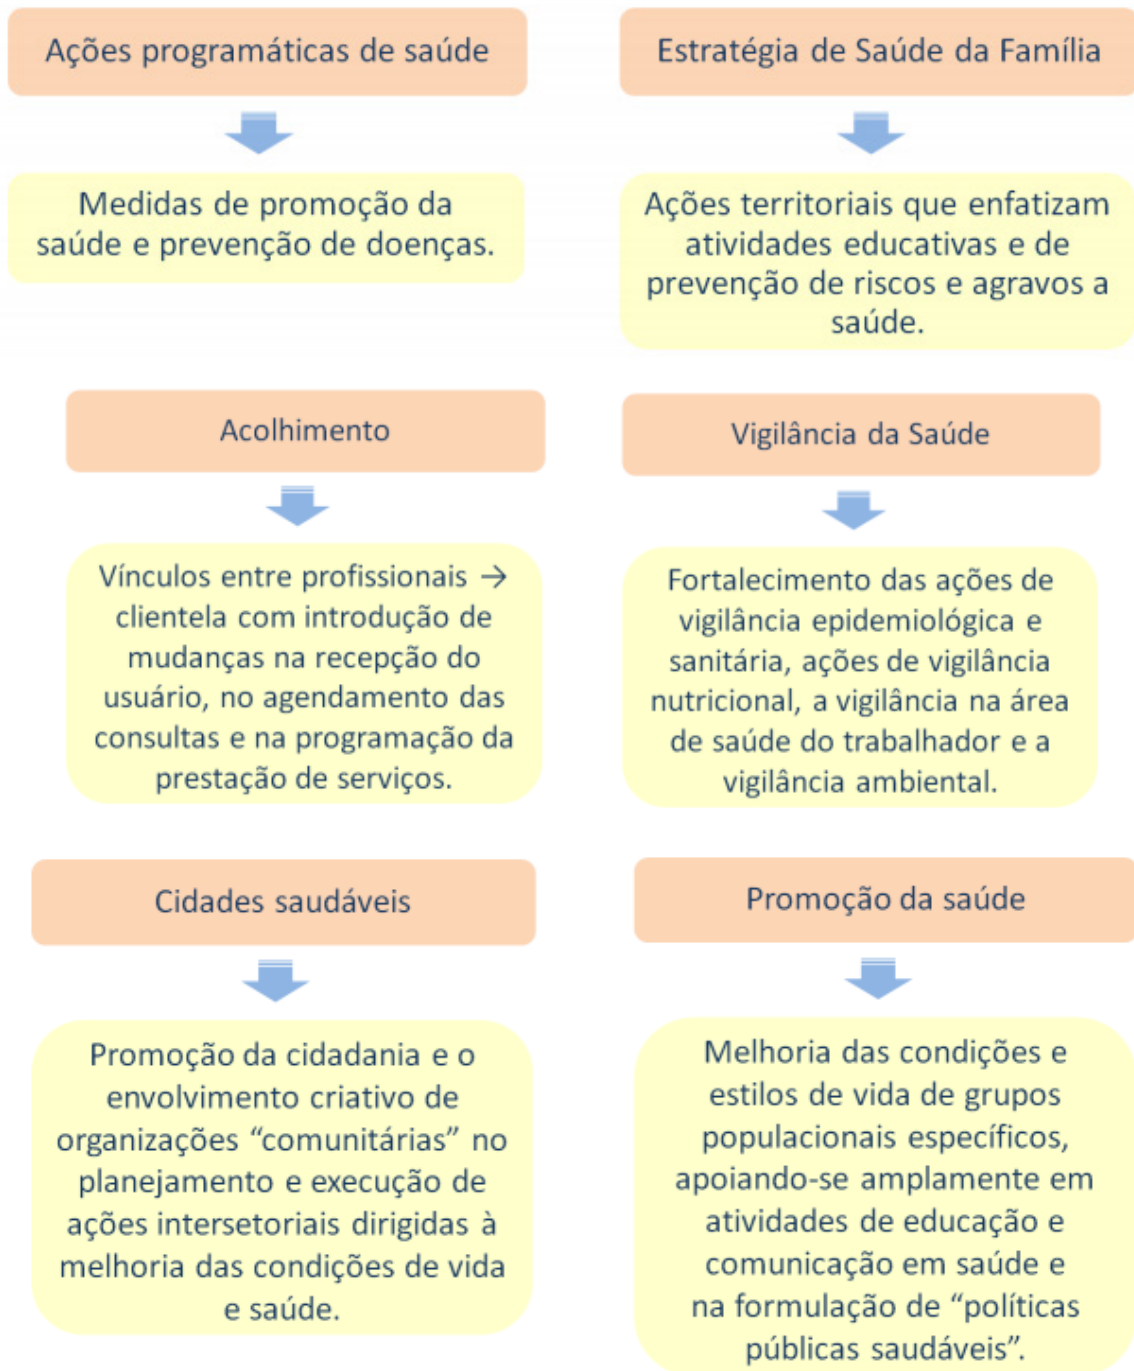 Ações programáticas de saúde
Medidas de promoção da
saúde e prevenção de doenças.
Estratégia de Saúde da Família
Ações territoriais que enfatizam
atividades educativas e de
prevenção de riscos e agravos a
saúde.
Acolhimento
Vínculos entre profissionais →
clientela com introdução de
mudanças na recepção do
usuário, no agendamento das
consultas e na programação da
prestação de serviços.
Vigilância da Saúde
Fortalecimento das ações de
vigilância epidemiológica e
sanitária, ações de vigilância
nutricional, a vigilância na área
de saúde do trabalhador e a
vigilância ambiental.
Cidades saudáveis
Promoção da cidadania e o
envolvimento criativo de
organizações “comunitárias” no
planejamento e execução de
ações intersetoriais dirigidas à
melhoria das condições de vida
e saúde.
Promoção da saúde
Melhoria das condições e
estilos de vida de grupos
populacionais específicos,
apoiando-se amplamente em
atividades de educação e
comunicação em saúde e
na formulação de “políticas
públicas saudáveis”.